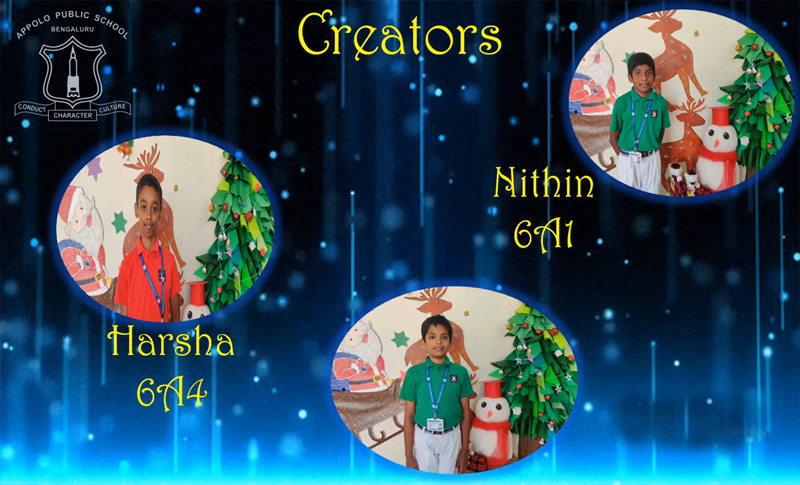 APPOLO PUBLIC SCHOOL
BENGALURU
CONDUCT CHARACTER CULTURE
Creators
Nithin
6A1
Harsha
6A4